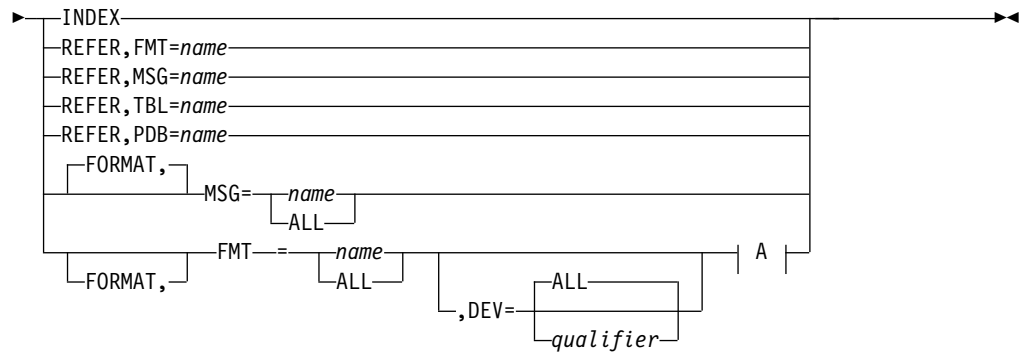 INDEX
REFER,FMT=name
REFER,MSG=name
REFER,TBL=name
REFER,PDB=name
FORMAT,
MSG= name
ALL
FMT = name A
FORMAT, ALL ALL
,DEV=
qualifier